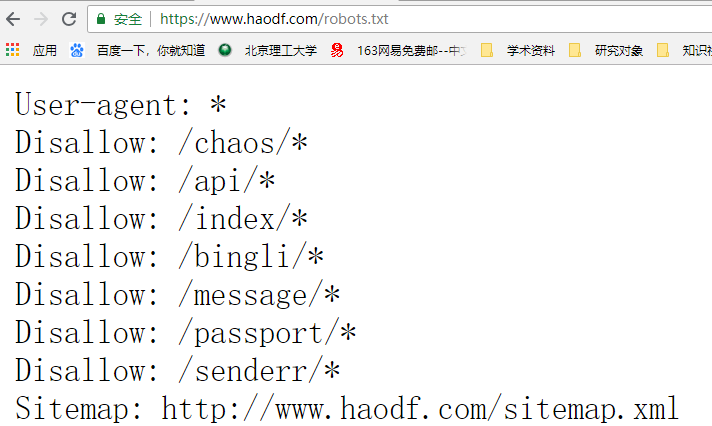 安全 https://www.haodf.com/robots.txt
应用 百度一下，你就知道 北京理工大学 163网易免费邮--中文 学术资料 研究对象 知识社
User-agent: *
Disallow: /chaos/*
Disallow: /api/*
Disallow: /index/*
Disallow: /bingli/*
Disallow: /message/*
Disallow: /passport/*
Disallow: /senderr/*
Sitemap: http://www.haodf.com/sitemap.xml